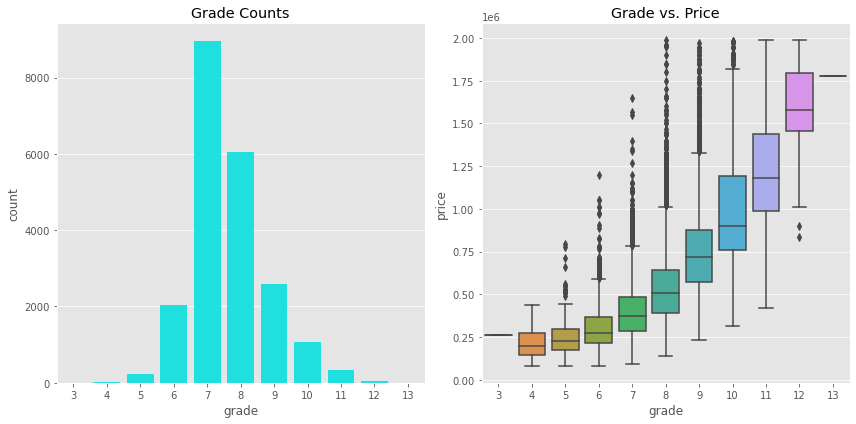 Grade Counts
8000
6000
4000
2000
0
count
3 4 5 6 7 8 9 10 11 12 13
grade
Grade vs. Price
1e6
2.00
1.75
1.50
1.25
1.00
0.75
0.50
0.25
0.00
price
3 4 5 6 7 8 9 10 11 12 13
grade